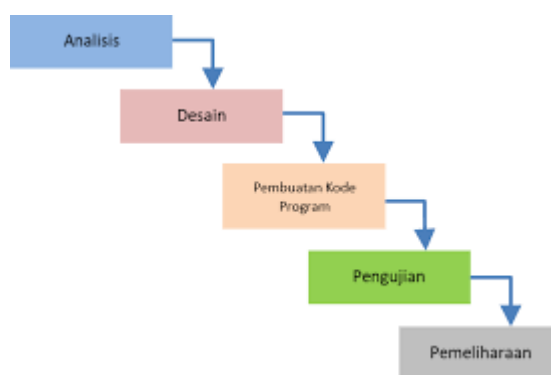 Analisis
Desain
Pembuatan Kode
Program
Pengujian
Pemeliharaan